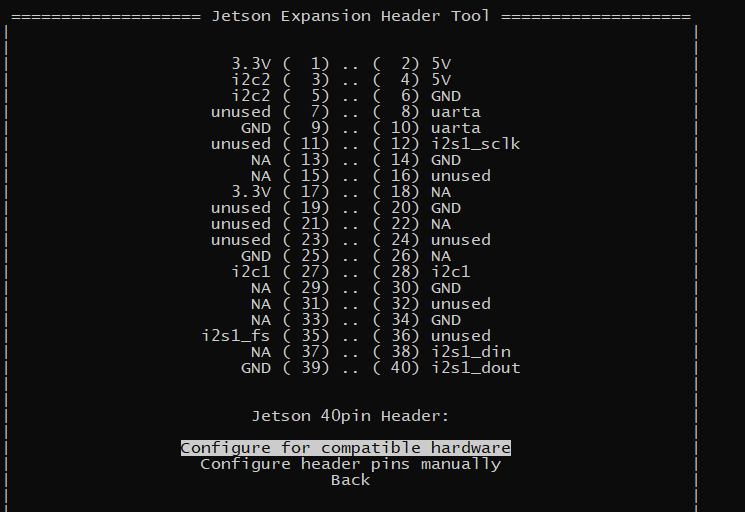 =================== Jetson Expansion Header Tool ===================
3.3V ( 1) .. ( 2) 5V
i2c2 ( 3) .. ( 4) 5V
i2c2 ( 5) .. ( 6) GND
unused ( 7) .. ( 8) uarta
GND ( 9) .. ( 10) uarta
unused ( 11) .. ( 12) i2s1_sclk
NA ( 13) .. ( 14) GND
NA ( 15) .. ( 16) unused
3.3V ( 17) .. ( 18) NA
unused ( 19) .. ( 20) GND
unused ( 21) .. ( 22) NA
unused ( 23) .. ( 24) unused
GND ( 25) .. ( 26) NA
i2c1 ( 27) .. ( 28) i2c1
NA ( 29) .. ( 30) GND
NA ( 31) .. ( 32) unused
NA ( 33) .. ( 34) GND
i2s1_fs ( 35) .. ( 36) unused
NA ( 37) .. ( 38) i2s1_din
GND ( 39) .. ( 40) i2s1_dout
Jetson 40pin Header:
Configure for compatible hardware
Configure header pins manually
Back